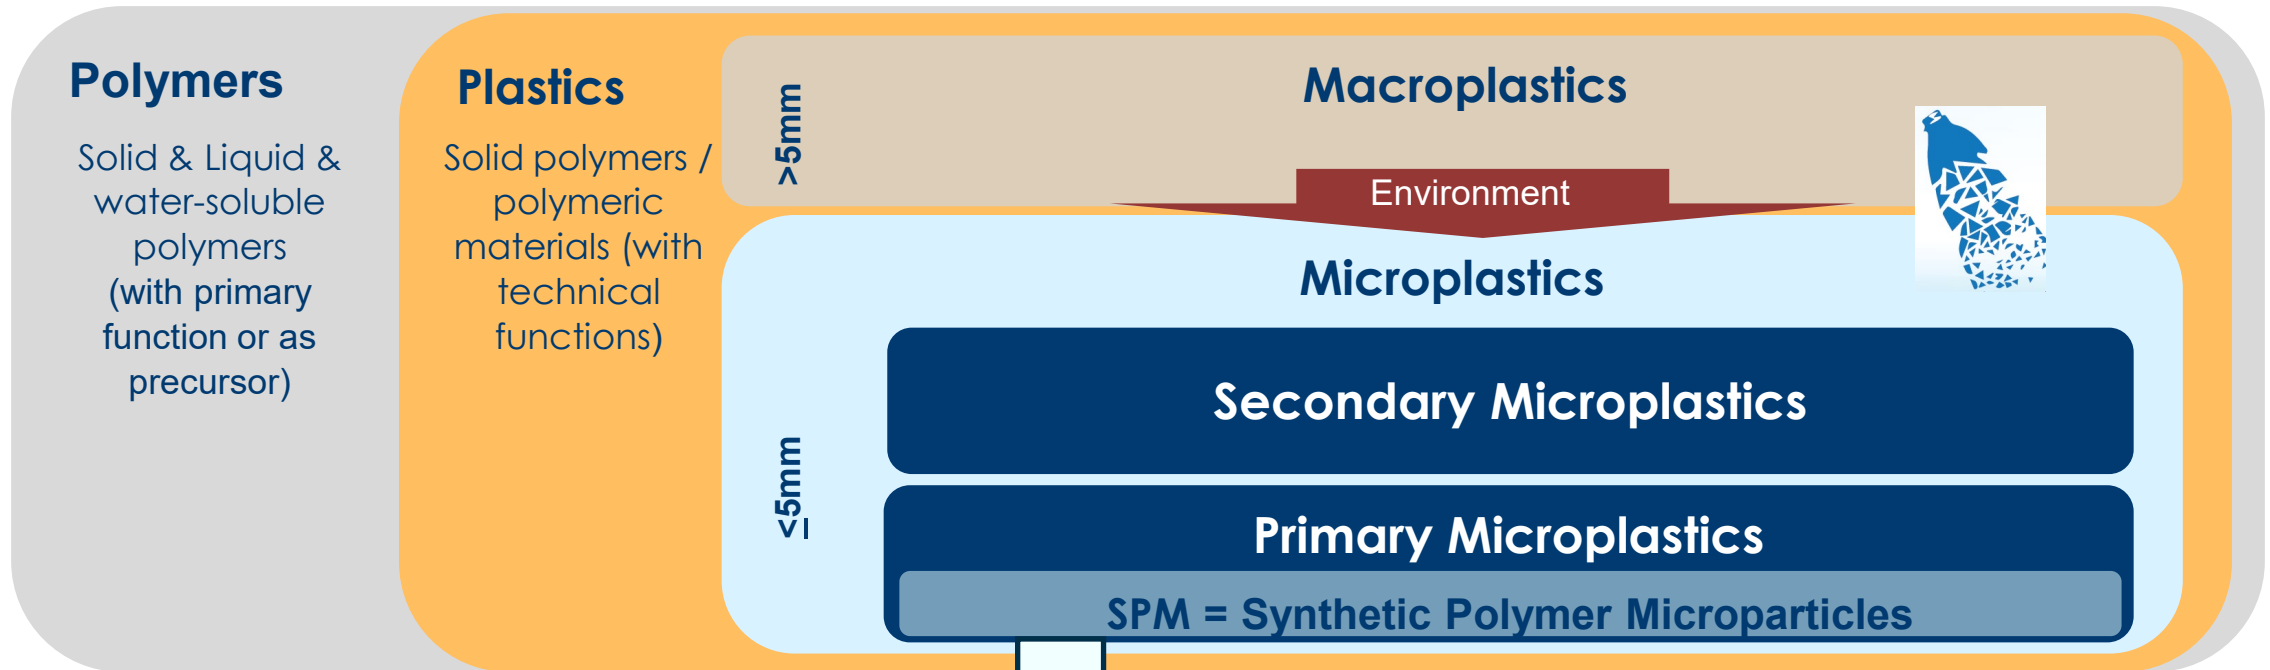 Polymers
Solid & Liquid &
water-soluble
polymers
(with primary
function or as
precursor)
Plastics
Solid polymers /
polymeric
materials (with
technical
functions)
>5mm
Macroplastics
Environment
Microplastics
≤5mm
Secondary Microplastics
Primary Microplastics
SPM = Synthetic Polymer Microparticles